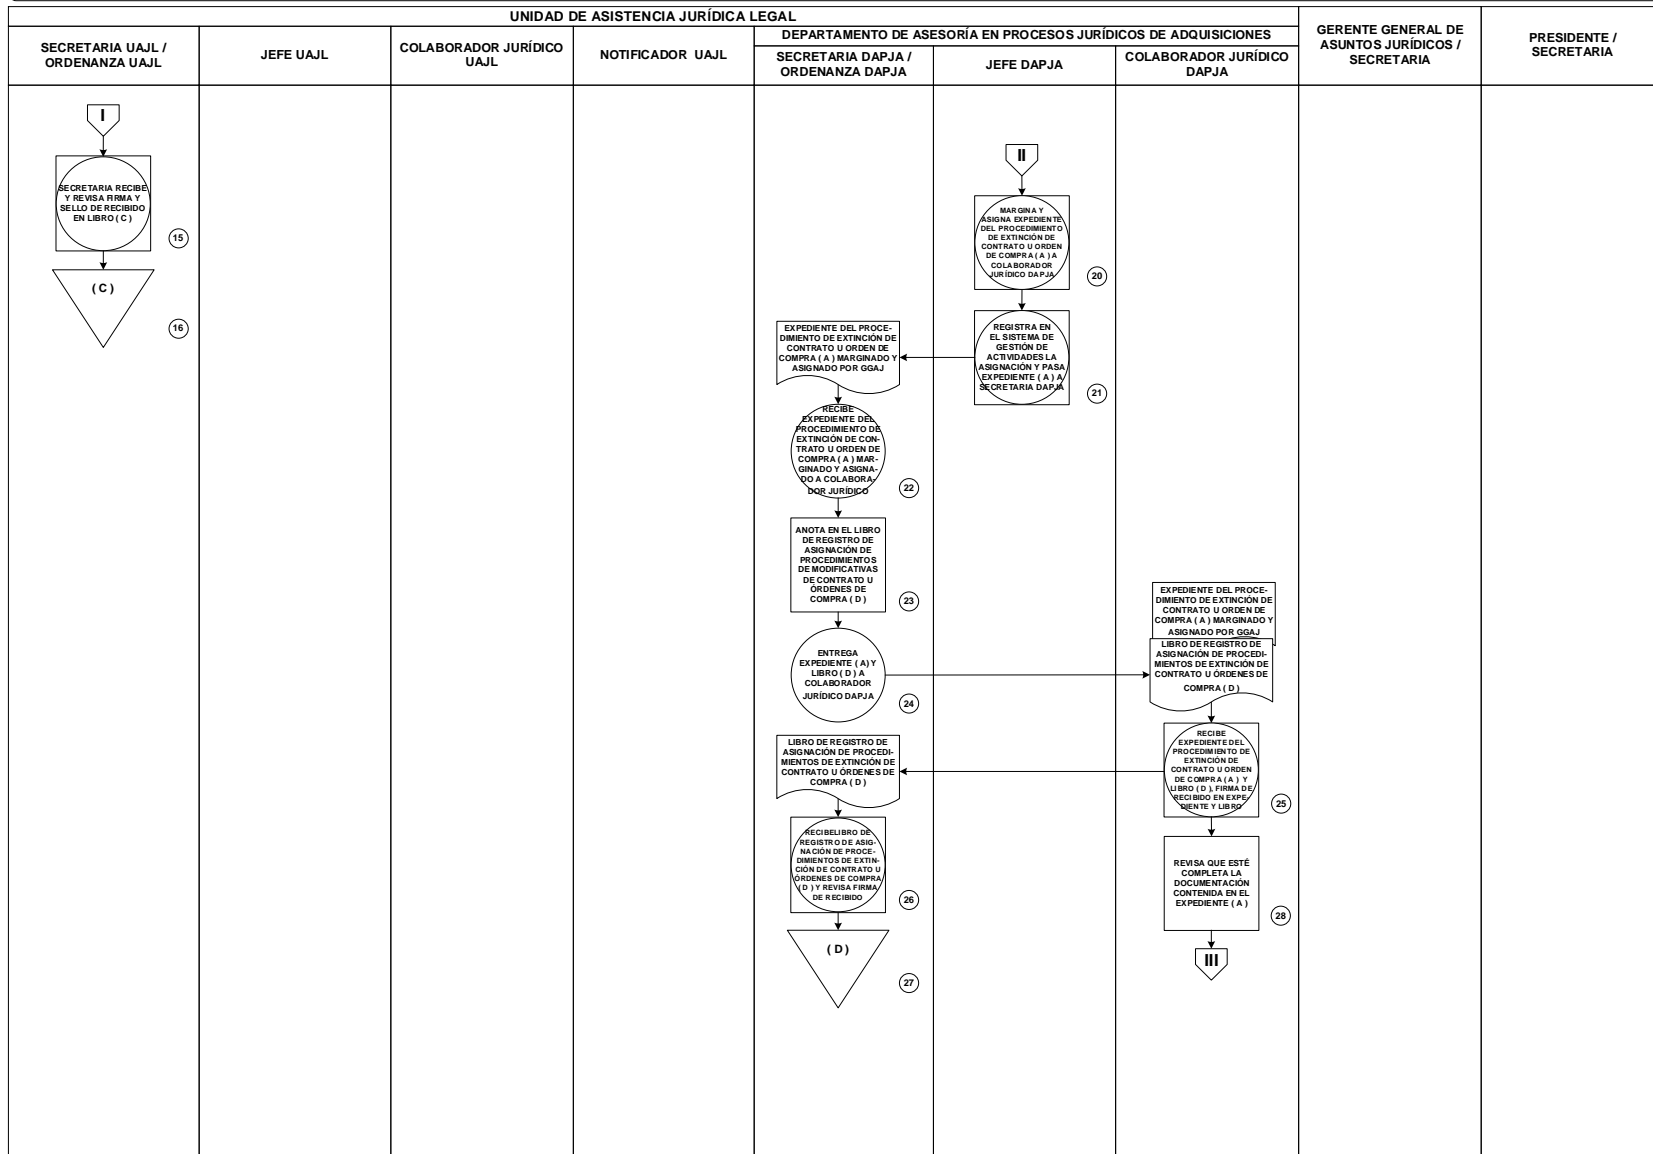 UNIDAD DE ASISTENCIA JURÍDICA LEGAL
SECRETARIA UAJL /
ORDENANZA UAJL
JEFE UAJL
COLABORADOR JURÍDICO
UAJL
NOTIFICADOR UAJL
DEPARTAMENTO DE ASESORÍA EN PROCESOS JURÍDICOS DE ADQUISICIONES
SECRETARIA DAPJA /
ORDENANZA DAPJA
JEFE DAPJA
COLABORADOR JURÍDICO
DAPJA
GERENTE GENERAL DE
ASUNTOS JURÍDICOS /
SECRETARIA
PRESIDENTE /
SECRETARIA
I
SECRETARIA RECIBE
Y REVISA FIRMA Y
SELLO DE RECIBIDO
EN LIBRO ( C )
15
( C )
16
II
MARGINA Y
ASIGNA EXPEDIENTE
DEL PROCEDIMIENTO
DE EXTINCIÓN DE
CONTRATO U ORDEN
DE COMPRA ( A ) A
COLABORADOR
JURÍDICO DAPJA
20
REGISTRA EN
EL SISTEMA DE
GESTIÓN DE
ACTIVIDADES LA
ASIGNACIÓN Y PASA
EXPEDIENTE ( A ) A
SECRETARIA DAPJA
21
EXPEDIENTE DEL PROCE-
DIMIENTO DE EXTINCIÓN DE
CONTRATO U ORDEN DE
COMPRA ( A ) MARGINADO Y
ASIGNADO POR GGAJ
RECIBE
EXPEDIENTE DEL
PROCEDIMIENTO DE
EXTINCIÓN DE CON-
TRATO U ORDEN DE
COMPRA ( A ) MAR-
GINADO Y ASIGNA-
DO A COLABORA-
DOR JURÍDICO
22
ANOTA EN EL LIBRO
DE REGISTRO DE
ASIGNACIÓN DE
PROCEDIMIENTOS
DE MODIFICATIVAS
DE CONTRATO U
ÓRDENES DE
COMPRA ( D )
23
ENTREGA
EXPEDIENTE ( A) Y
LIBRO ( D ) A
COLABORADOR
JURÍDICO DAPJA
24
EXPEDIENTE DEL PROCE-
DIMIENTO DE EXTINCIÓN DE
CONTRATO U ORDEN DE
COMPRA ( A ) MARGINADO Y
ASIGNADO POR GGAJ
LIBRO DE REGISTRO DE
ASIGNACIÓN DE PROCEDI-
MIENTOS DE EXTINCIÓN DE
CONTRATO U ÓRDENES DE
COMPRA ( D )
RECIBE
EXPEDIENTE DEL
PROCEDIMIENTO DE
EXTINCIÓN DE
CONTRATO U ORDEN
DE COMPRA ( A ) Y
LIBRO ( D ), FIRMA DE
RECIBIDO EN EXPE-
DIENTE Y LIBRO
25
LIBRO DE REGISTRO DE
ASIGNACIÓN DE PROCEDI-
MIENTOS DE EXTINCIÓN DE
CONTRATO U ÓRDENES DE
COMPRA ( D )
RECIBELIBRO DE
REGISTRO DE ASIG-
NACIÓN DE PROCE-
DIMIENTOS DE EXTIN-
CIÓN DE CONTRATO U
ÓRDENES DE COMPRA
( D ) Y REVISA FIRMA
DE RECIBIDO
26
( D )
27
REVISA QUE ESTÉ
COMPLETA LA
DOCUMENTACIÓN
CONTENIDA EN EL
EXPEDIENTE ( A )
28
III